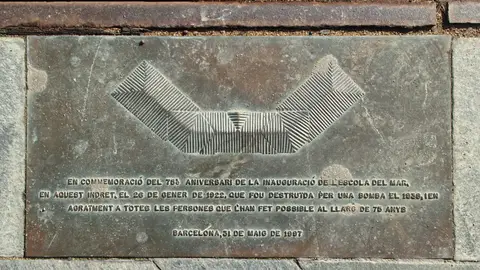 EN COMMEMORACIÓ DEL 75è ANIVERSARI DE LA INAUGURACIÓ DE L'ESCOLA DEL MAR,
EN AQUEST INDRET, EL 26 DE GENER DE 1922, QUE FOU DESTRUÏDA PER UNA BOMBA EL 1938, I EN
AGRAÏMENT A TOTES LES PERSONES QUE L'HAN FET POSSIBLE AL LLARG DE 75 ANYS
BARCELONA, 31 DE MAIG DE 1997